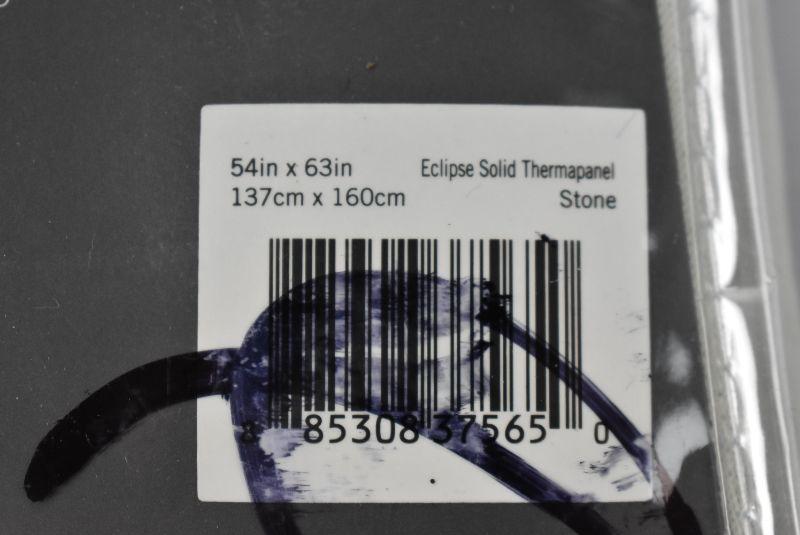 54in x 63in Eclipse Solid Thermapanel
137cm x 160cm Stone
8 85308 37565 0